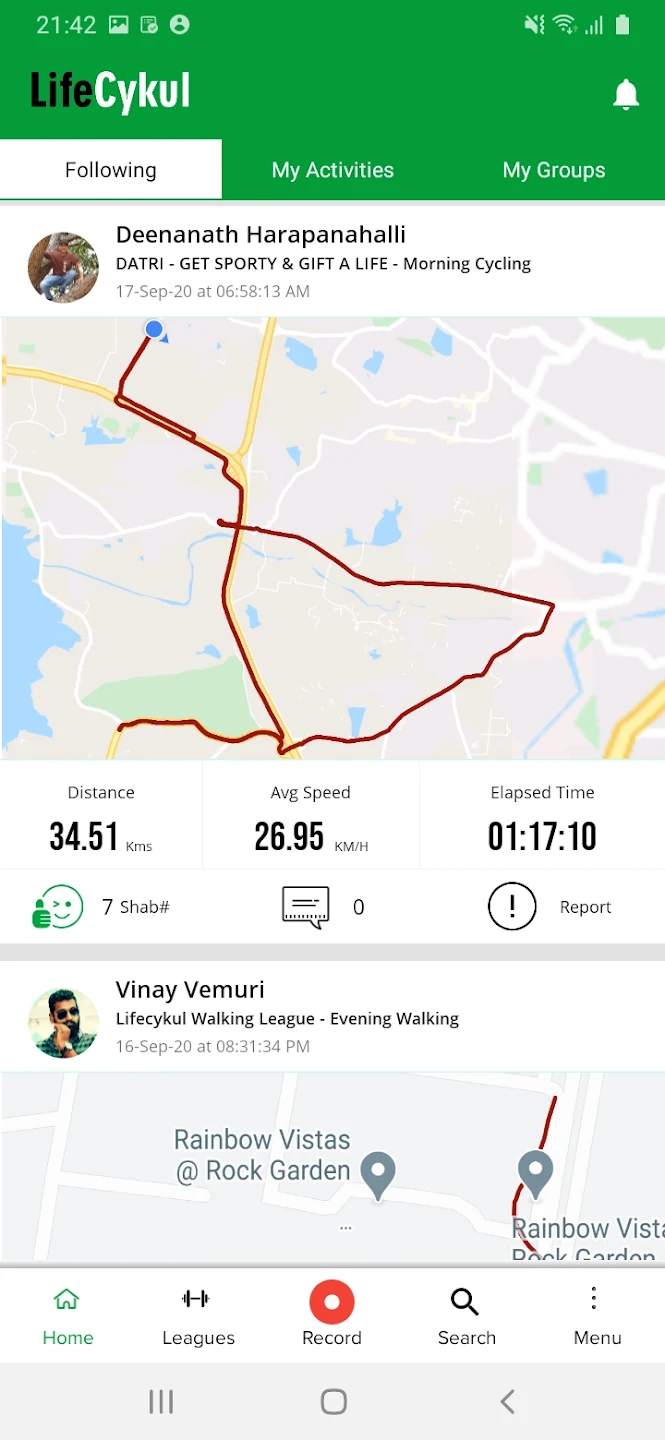 21:42
LifeCykul
Following
My Activities
My Groups
Deenanath Harapanahalli
DATRI - GET SPORTY & GIFT A LIFE - Morning Cycling
17-Sep-20 at 06:58:13 AM
Distance
Avg Speed
Elapsed Time
34.51 Kms
26.95 KM/H
01:17:10
7 Shab#
0
Report
Vinay Vemuri
Lifecykul Walking League - Evening Walking
16-Sep-20 at 08:31:34 PM
Rainbow Vistas
@ Rock Garden
...
Rainbow Vista
Rock Garden
Home
Leagues
Record
Search
Menu